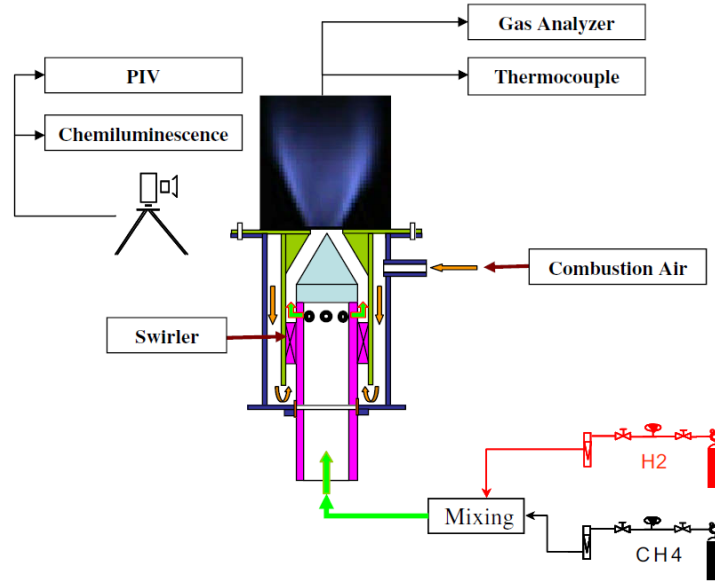 Gas Analyzer
PIV
Thermocouple
Chemiluminescence
Combustion Air
Swirler
H2
Mixing
CH4